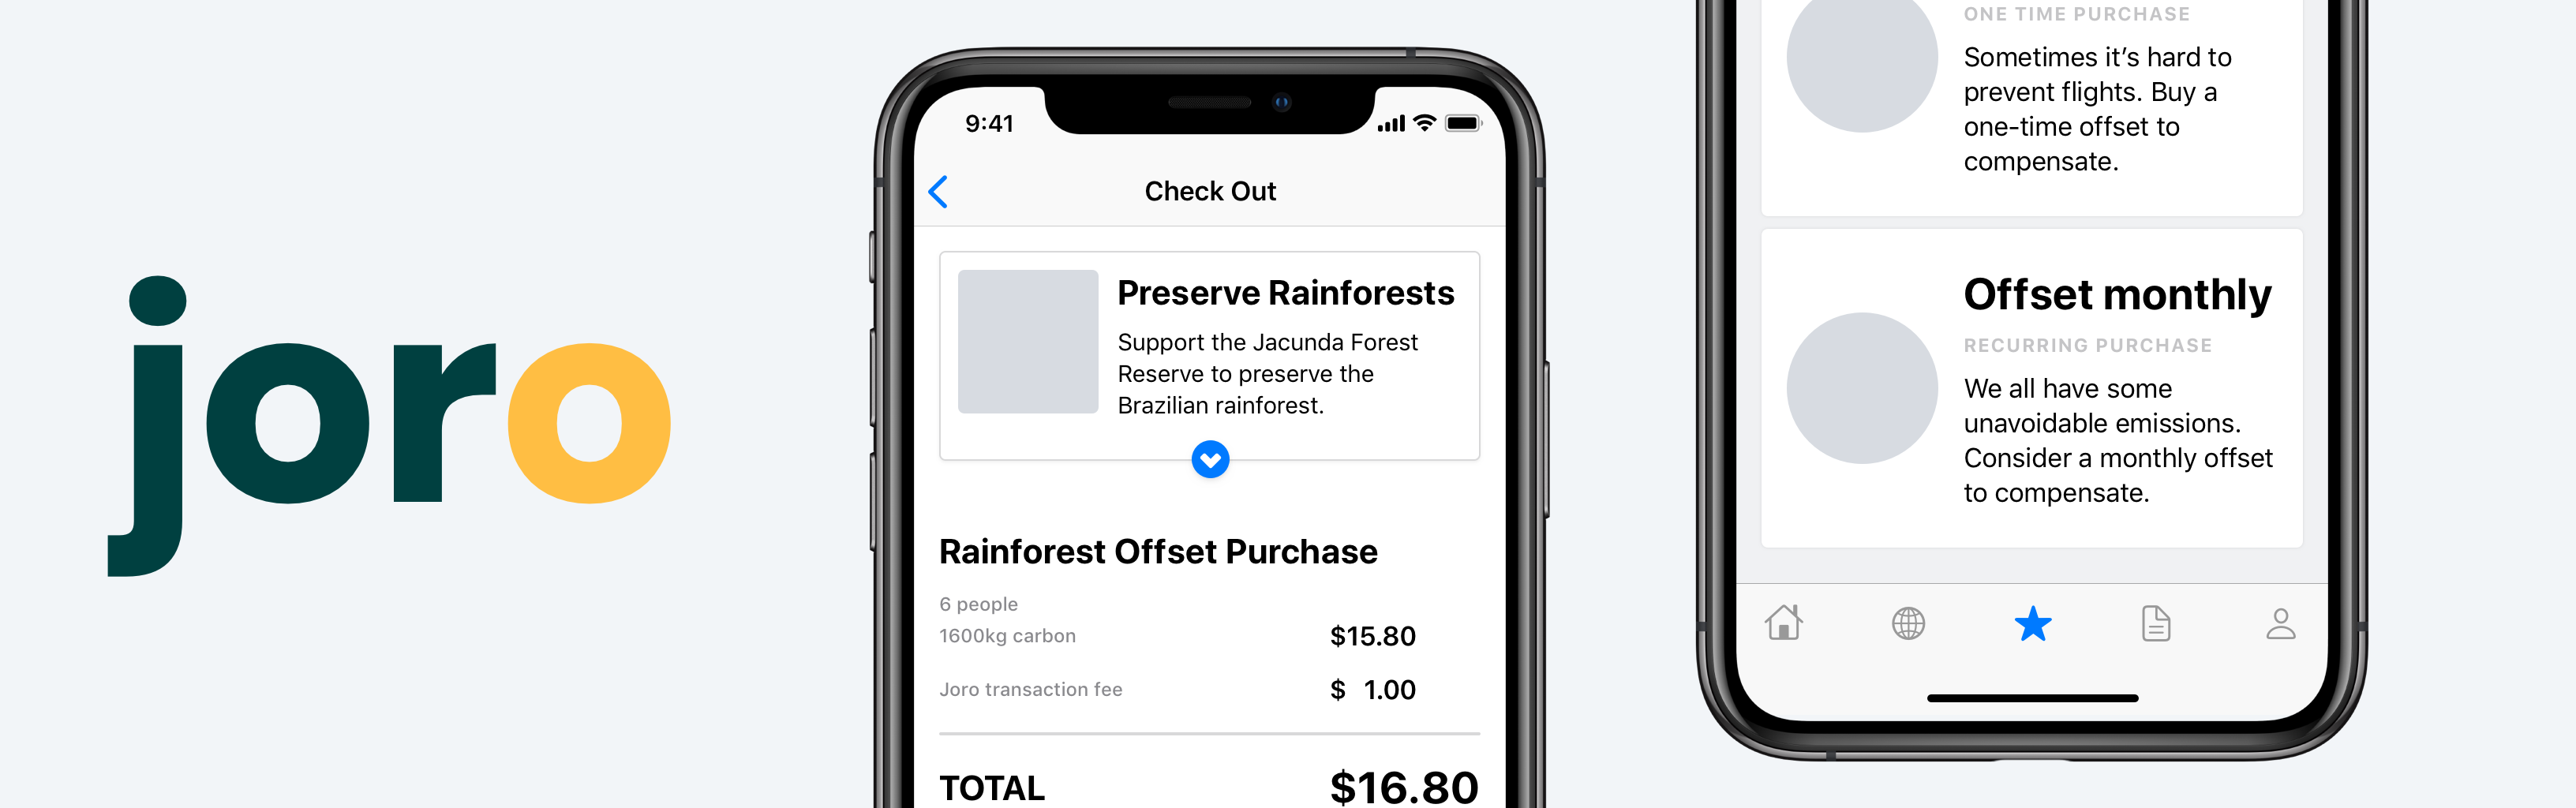 joro
9:41
Check Out
Preserve Rainforests
Support the Jacunda Forest
Reserve to preserve the
Brazilian rainforest.
Rainforest Offset Purchase
6 people
1600kg carbon $15.80
Joro transaction fee $ 1.00
TOTAL $16.80
ONE TIME PURCHASE
Sometimes it’s hard to
prevent flights. Buy a
one-time offset to
compensate.
Offset monthly
RECURRING PURCHASE
We all have some
unavoidable emissions.
Consider a monthly offset
to compensate.